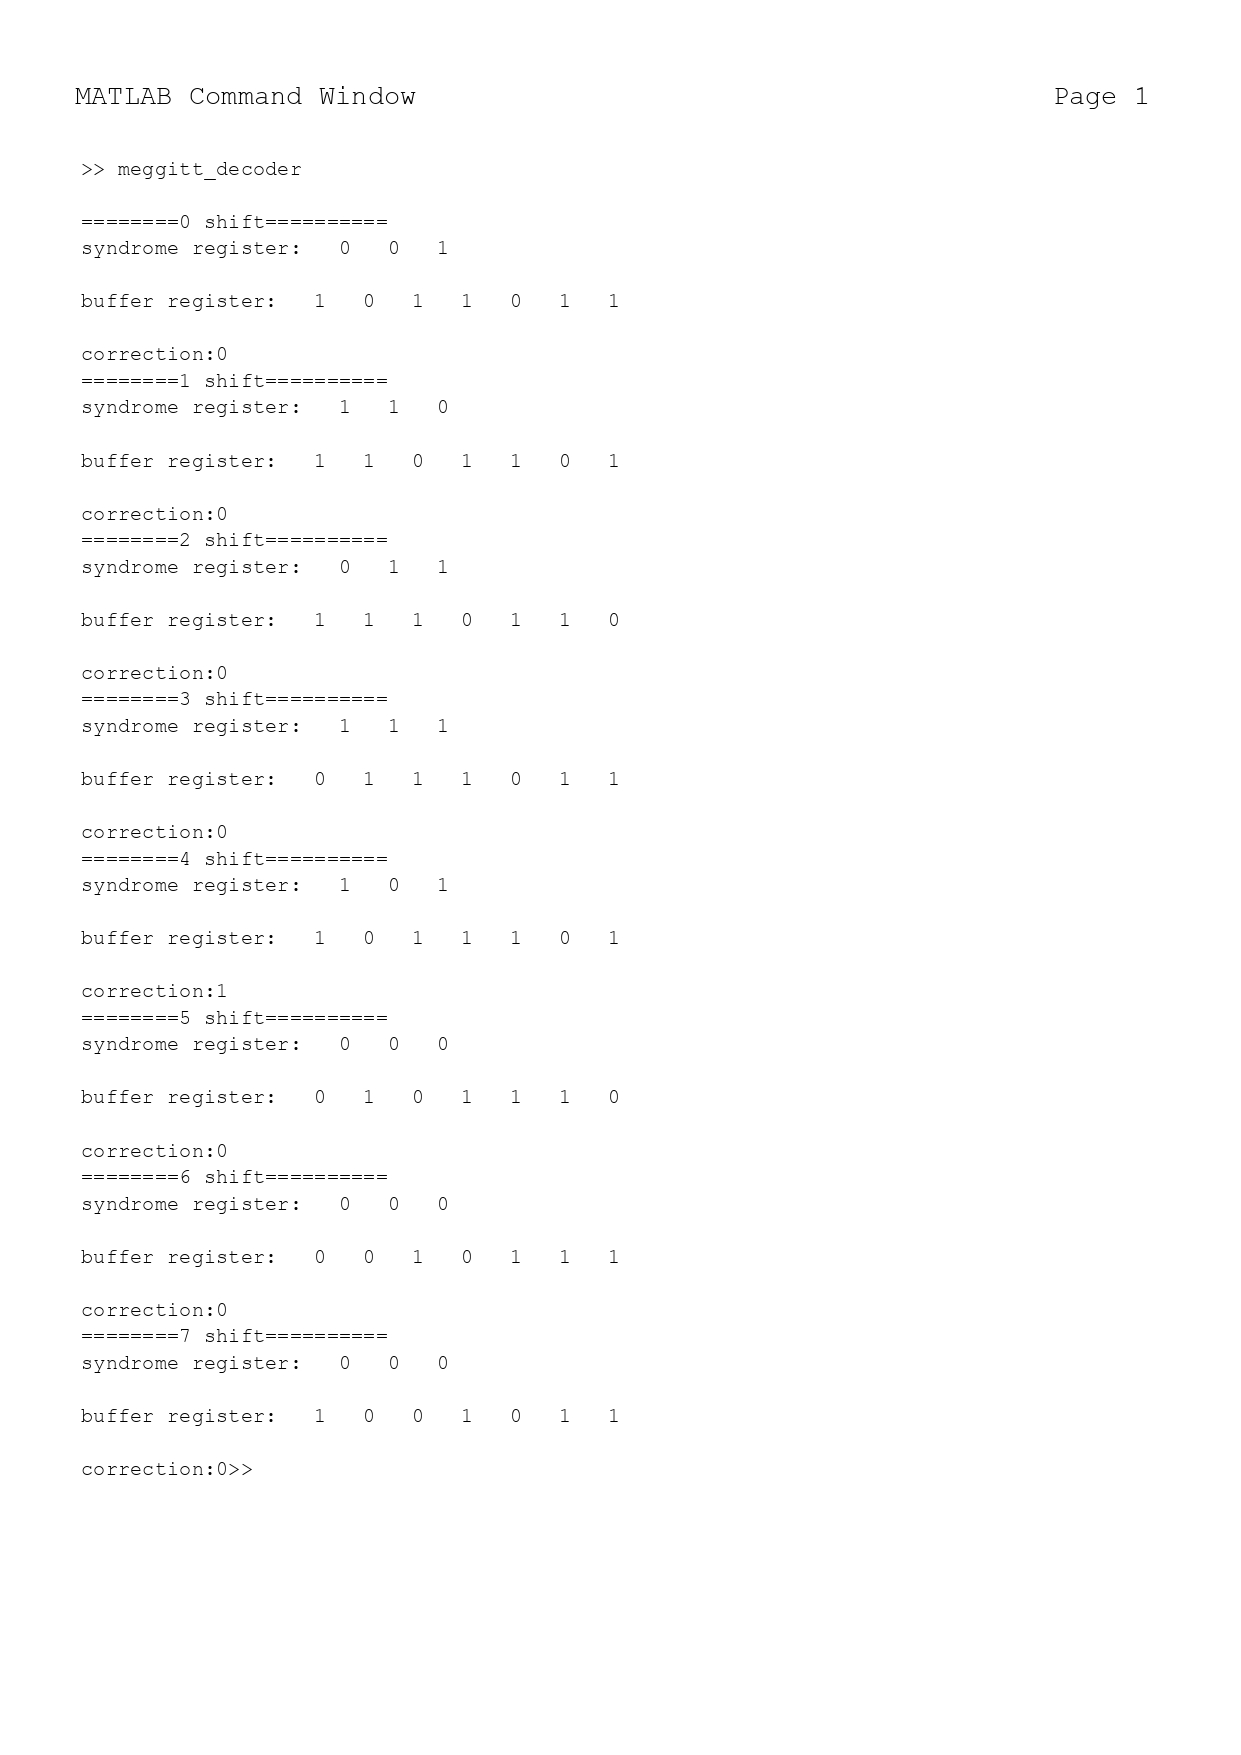 MATLAB Command Window Page 1
>> meggitt_decoder
========0 shift==========
syndrome register:   0   0   1
buffer register:   1   0   1   1   0   1   1
correction:0
========1 shift==========
syndrome register:   1   1   0
buffer register:   1   1   0   1   1   0   1
correction:0
========2 shift==========
syndrome register:   0   1   1
buffer register:   1   1   1   0   1   1   0
correction:0
========3 shift==========
syndrome register:   1   1   1
buffer register:   0   1   1   1   0   1   1
correction:0
========4 shift==========
syndrome register:   1   0   1
buffer register:   1   0   1   1   1   0   1
correction:1
========5 shift==========
syndrome register:   0   0   0
buffer register:   0   1   0   1   1   1   0
correction:0
========6 shift==========
syndrome register:   0   0   0
buffer register:   0   0   1   0   1   1   1
correction:0
========7 shift==========
syndrome register:   0   0   0
buffer register:   1   0   0   1   0   1   1
correction:0>>